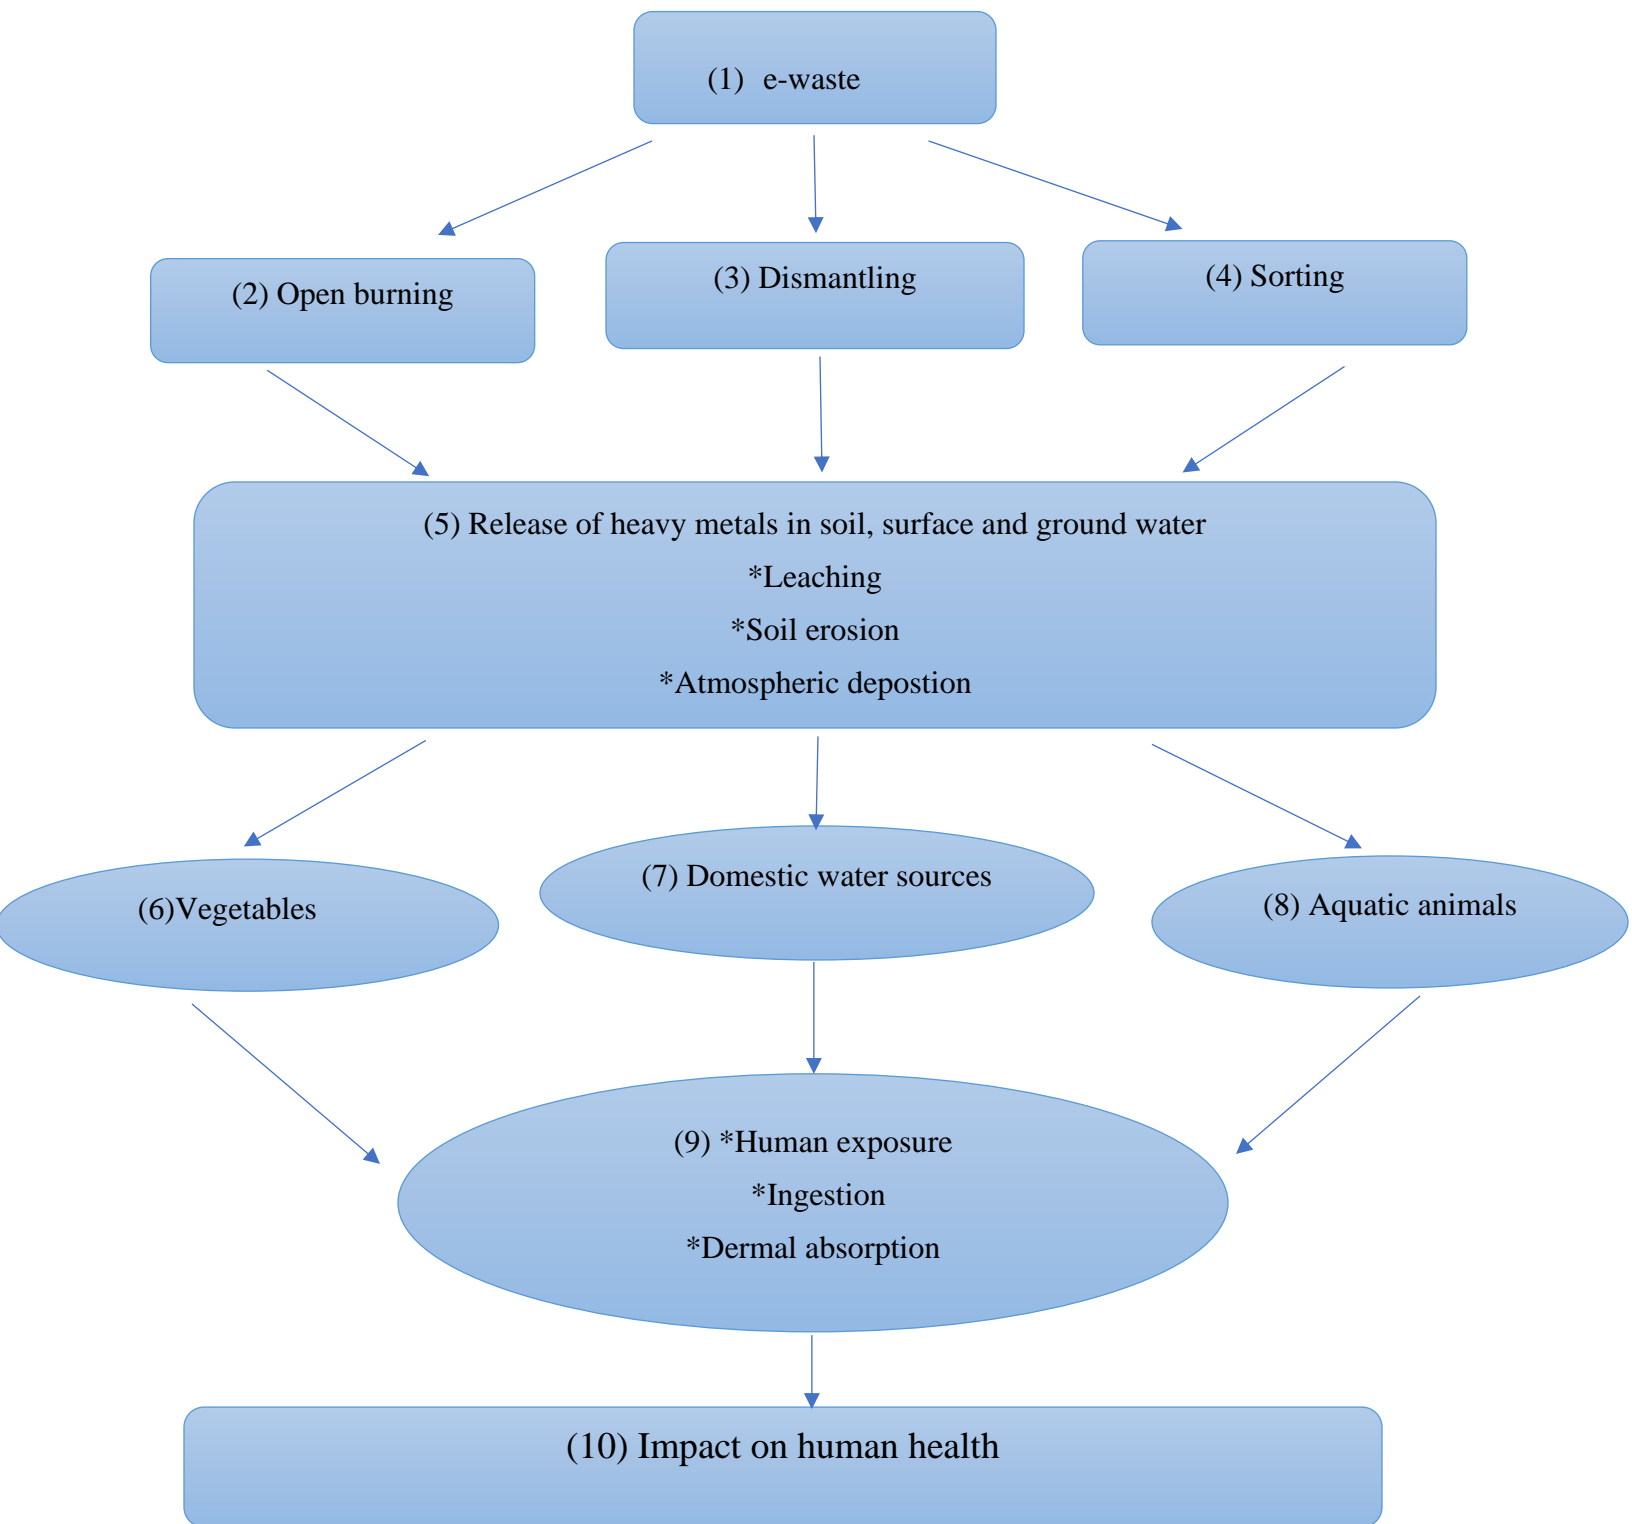 (1) e-waste
(2) Open burning
(3) Dismantling
(4) Sorting
(5) Release of heavy metals in soil, surface and ground water
*Leaching
*Soil erosion
*Atmospheric depostion
(6)Vegetables
(7) Domestic water sources
(8) Aquatic animals
(9) *Human exposure
*Ingestion
*Dermal absorption
(10) Impact on human health